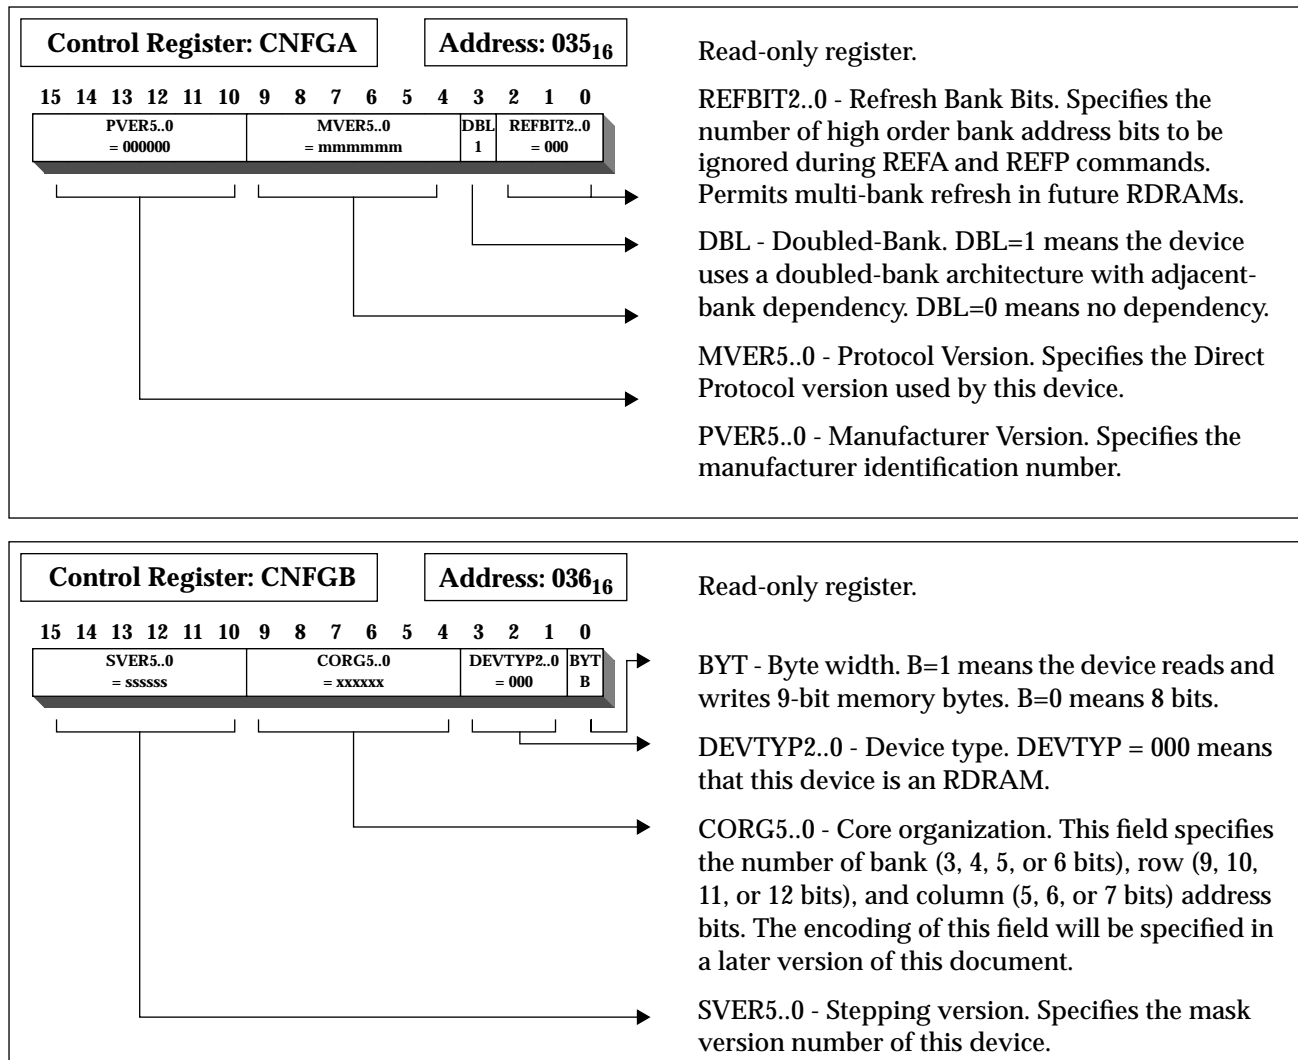 Control Register: CNFGA
Address: 035₁₆
15 14 13 12 11 10 9 8 7 6 5 4 3 2 1 0
PVER5..0 MVER5..0 DBL REFBIT2..0
= 000000 = mmmmmm 1 = 000
Read-only register.
REFBIT2..0 - Refresh Bank Bits. Specifies the
number of high order bank address bits to be
ignored during REFA and REFP commands.
Permits multi-bank refresh in future RDRAMs.
DBL - Doubled-Bank. DBL=1 means the device
uses a doubled-bank architecture with adjacent-
bank dependency. DBL=0 means no dependency.
MVER5..0 - Protocol Version. Specifies the Direct
Protocol version used by this device.
PVER5..0 - Manufacturer Version. Specifies the
manufacturer identification number.
Control Register: CNFGB
Address: 036₁₆
15 14 13 12 11 10 9 8 7 6 5 4 3 2 1 0
SVER5..0 CORG5..0 DEVTYP2..0 BYT
= ssssss = xxxxxx = 000 B
Read-only register.
BYT - Byte width. B=1 means the device reads and
writes 9-bit memory bytes. B=0 means 8 bits.
DEVTYP2..0 - Device type. DEVTYP = 000 means
that this device is an RDRAM.
CORG5..0 - Core organization. This field specifies
the number of bank (3, 4, 5, or 6 bits), row (9, 10,
11, or 12 bits), and column (5, 6, or 7 bits) address
bits. The encoding of this field will be specified in
a later version of this document.
SVER5..0 - Stepping version. Specifies the mask
version number of this device.